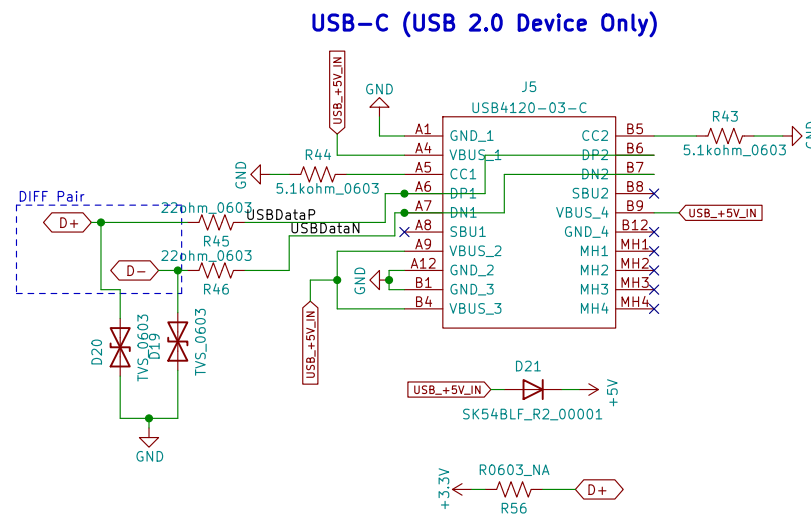 USB-C (USB 2.0 Device Only)
USB_+5V_IN
GND
J5
USB4120-03-C
A1
GND_1
A4
VBUS_1
A5
CC1
A6
DP1
A7
DN1
A8
SBU1
A9
VBUS_2
A12
GND_2
B1
GND_3
B4
VBUS_3
CC2
B5
DP2
B6
DN2
B7
SBU2
B8
VBUS_4
B9
GND_4
B12
MH1
MH1
MH2
MH2
MH3
MH3
MH4
MH4
R43
5.1kohm_0603
GND
USB_+5V_IN
GND
R44
5.1kohm_0603
DIFF Pair
22ohm_0603
D+
R45
USBDataP
USBDataN
22ohm_0603
D-
R46
D20
TVS_0603
D19
TVS_0603
GND
GND
USB_+5V_IN
D21
USB_+5V_IN
+5V
SK54BLF_R2_00001
R0603_NA
+3.3V
D+
R56